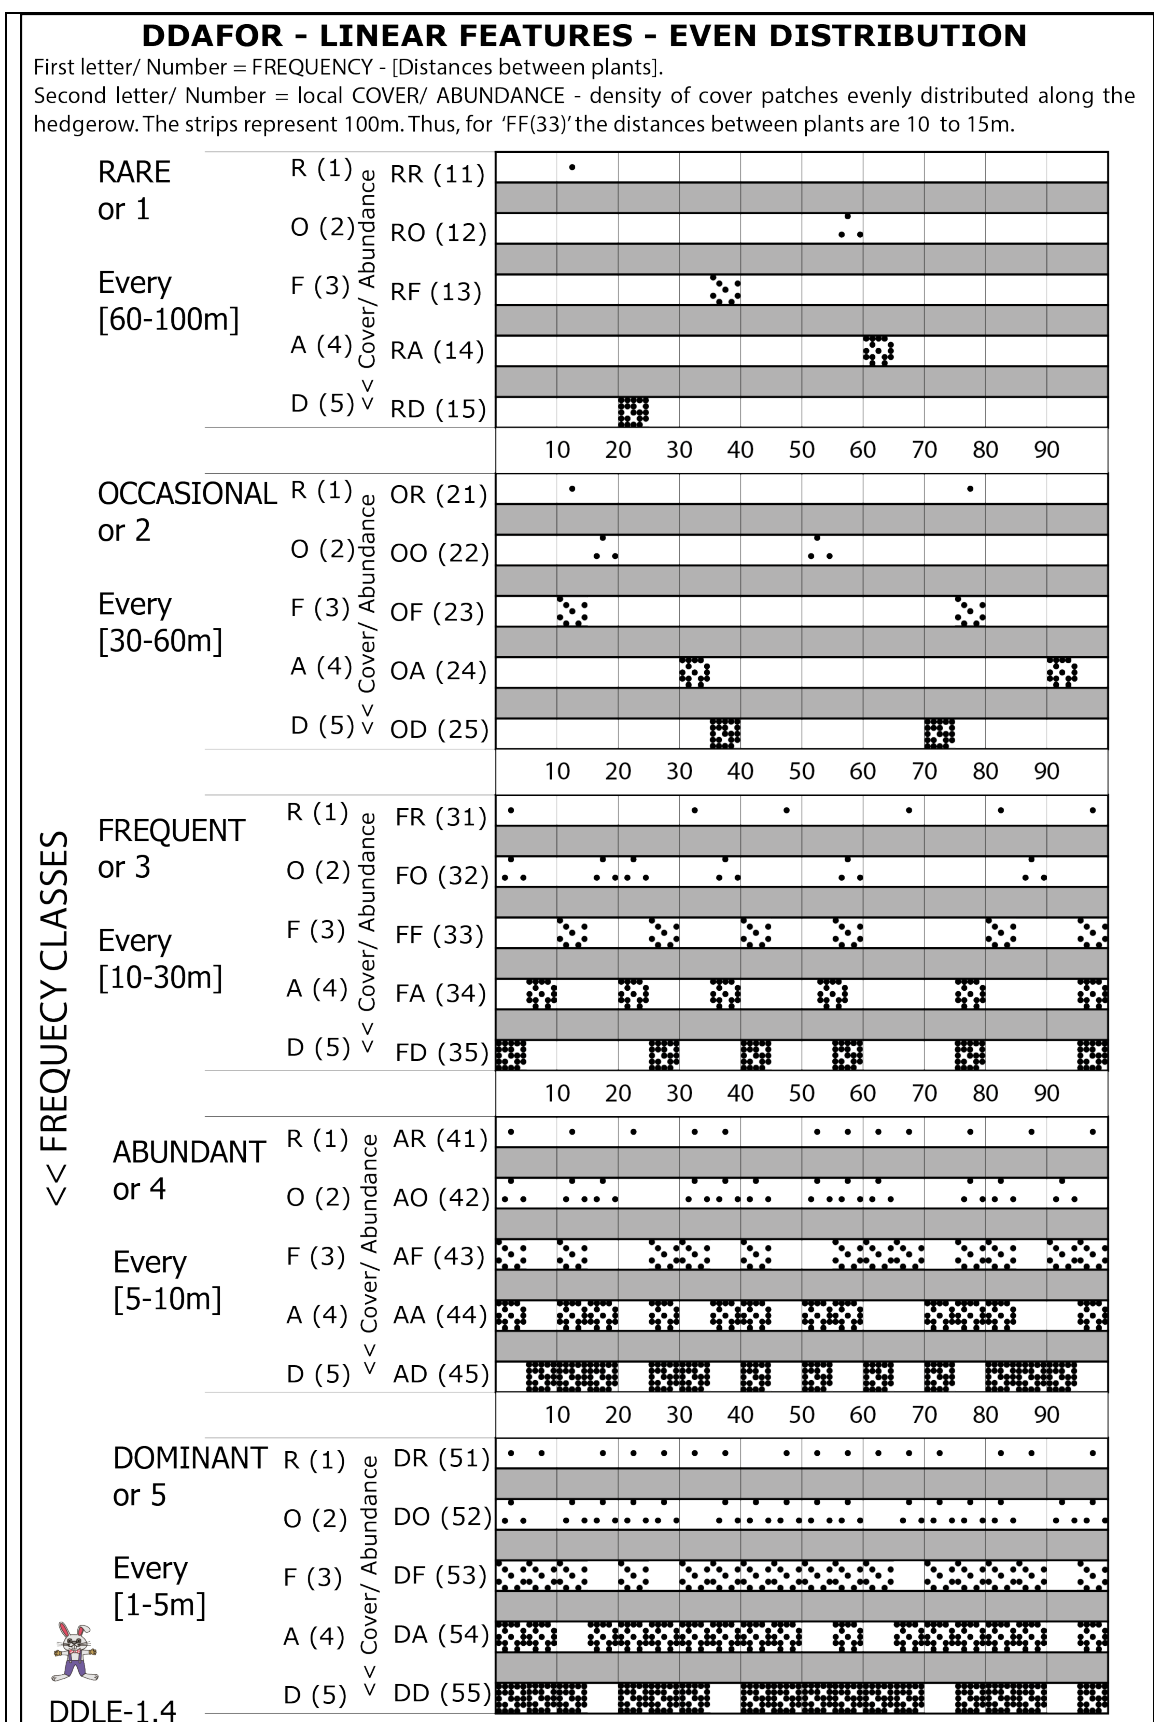 DDAFOR - LINEAR FEATURES - EVEN DISTRIBUTION
First letter/ Number = FREQUENCY - [Distances between plants].
Second letter/ Number = local COVER/ ABUNDANCE - density of cover patches evenly distributed along the
hedgerow. The strips represent 100m. Thus, for 'FF(33)' the distances between plants are 10 to 15m.
<< FREQUECY CLASSES
RARE
or 1
Every
[60-100m]
<< Cover/ Abundance
R (1) RR (11)
O (2) RO (12)
F (3) RF (13)
A (4) RA (14)
D (5) RD (15)
10 20 30 40 50 60 70 80 90
OCCASIONAL
or 2
Every
[30-60m]
<< Cover/ Abundance
R (1) OR (21)
O (2) OO (22)
F (3) OF (23)
A (4) OA (24)
D (5) OD (25)
10 20 30 40 50 60 70 80 90
FREQUENT
or 3
Every
[10-30m]
<< Cover/ Abundance
R (1) FR (31)
O (2) FO (32)
F (3) FF (33)
A (4) FA (34)
D (5) FD (35)
10 20 30 40 50 60 70 80 90
ABUNDANT
or 4
Every
[5-10m]
<< Cover/ Abundance
R (1) AR (41)
O (2) AO (42)
F (3) AF (43)
A (4) AA (44)
D (5) AD (45)
10 20 30 40 50 60 70 80 90
DOMINANT
or 5
Every
[1-5m]
<< Cover/ Abundance
R (1) DR (51)
O (2) DO (52)
F (3) DF (53)
A (4) DA (54)
D (5) DD (55)
DDLE-1.4